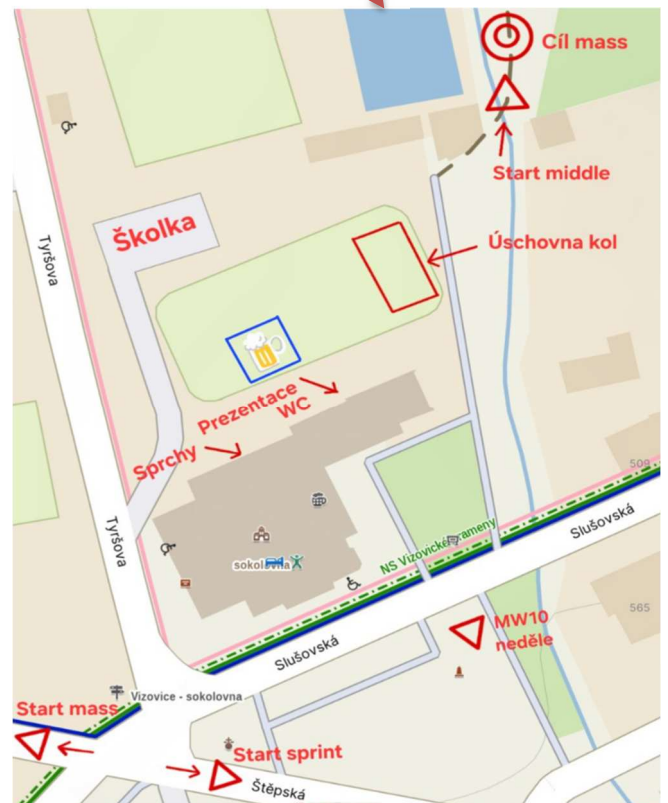 Cíl mass
Start middle
Školka
Úschovna kol
Tyršova
Prezentace
WC
Sprchy
509
Slušovská
NS Vizovické prameny
Tyršova
sokolovna
565
MW10
neděle
Slušovská
Vizovice - sokolovna
Start mass
Start sprint
Štěpská